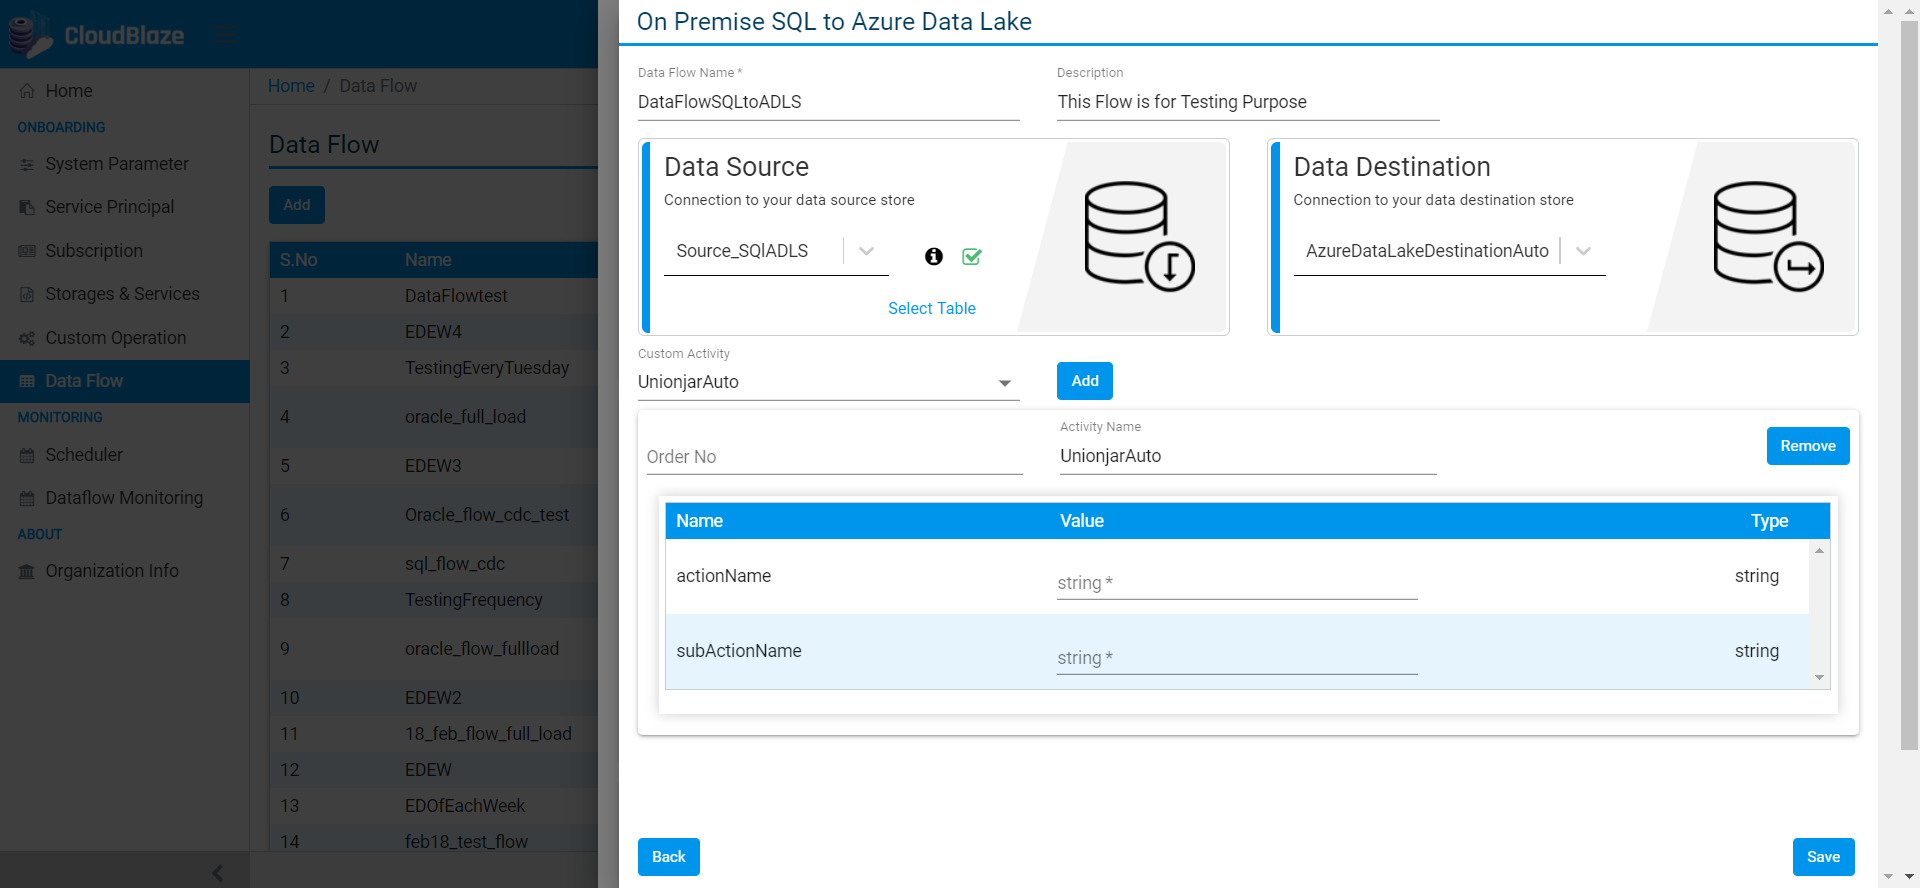 CloudBlaze
Home
ONBOARDING
System Parameter
Service Principal
Subscription
Storages & Services
Custom Operation
Data Flow
MONITORING
Scheduler
Dataflow Monitoring
ABOUT
Organization Info
Home / Data Flow
Data Flow
Add
S.No Name
1 DataFlowtest
2 EDEW4
3 TestingEveryTuesday
4 oracle_full_load
5 EDEW3
6 Oracle_flow_cdc_test
7 sql_flow_cdc
8 TestingFrequency
9 oracle_flow_fullload
10 EDEW2
11 18_feb_flow_full_load
12 EDEW
13 EDOfEachWeek
14 feb18_test_flow
On Premise SQL to Azure Data Lake
Data Flow Name * Description
DataFlowSQLtoADLS This Flow is for Testing Purpose
Data Source
Connection to your data source store
Source_SQlADLS
Select Table
Data Destination
Connection to your data destination store
AzureDataLakeDestinationAuto
Custom Activity
UnionjarAuto
Add
Order No
Activity Name
UnionjarAuto
Remove
Name Value Type
actionName string * string
subActionName string * string
Back
Save